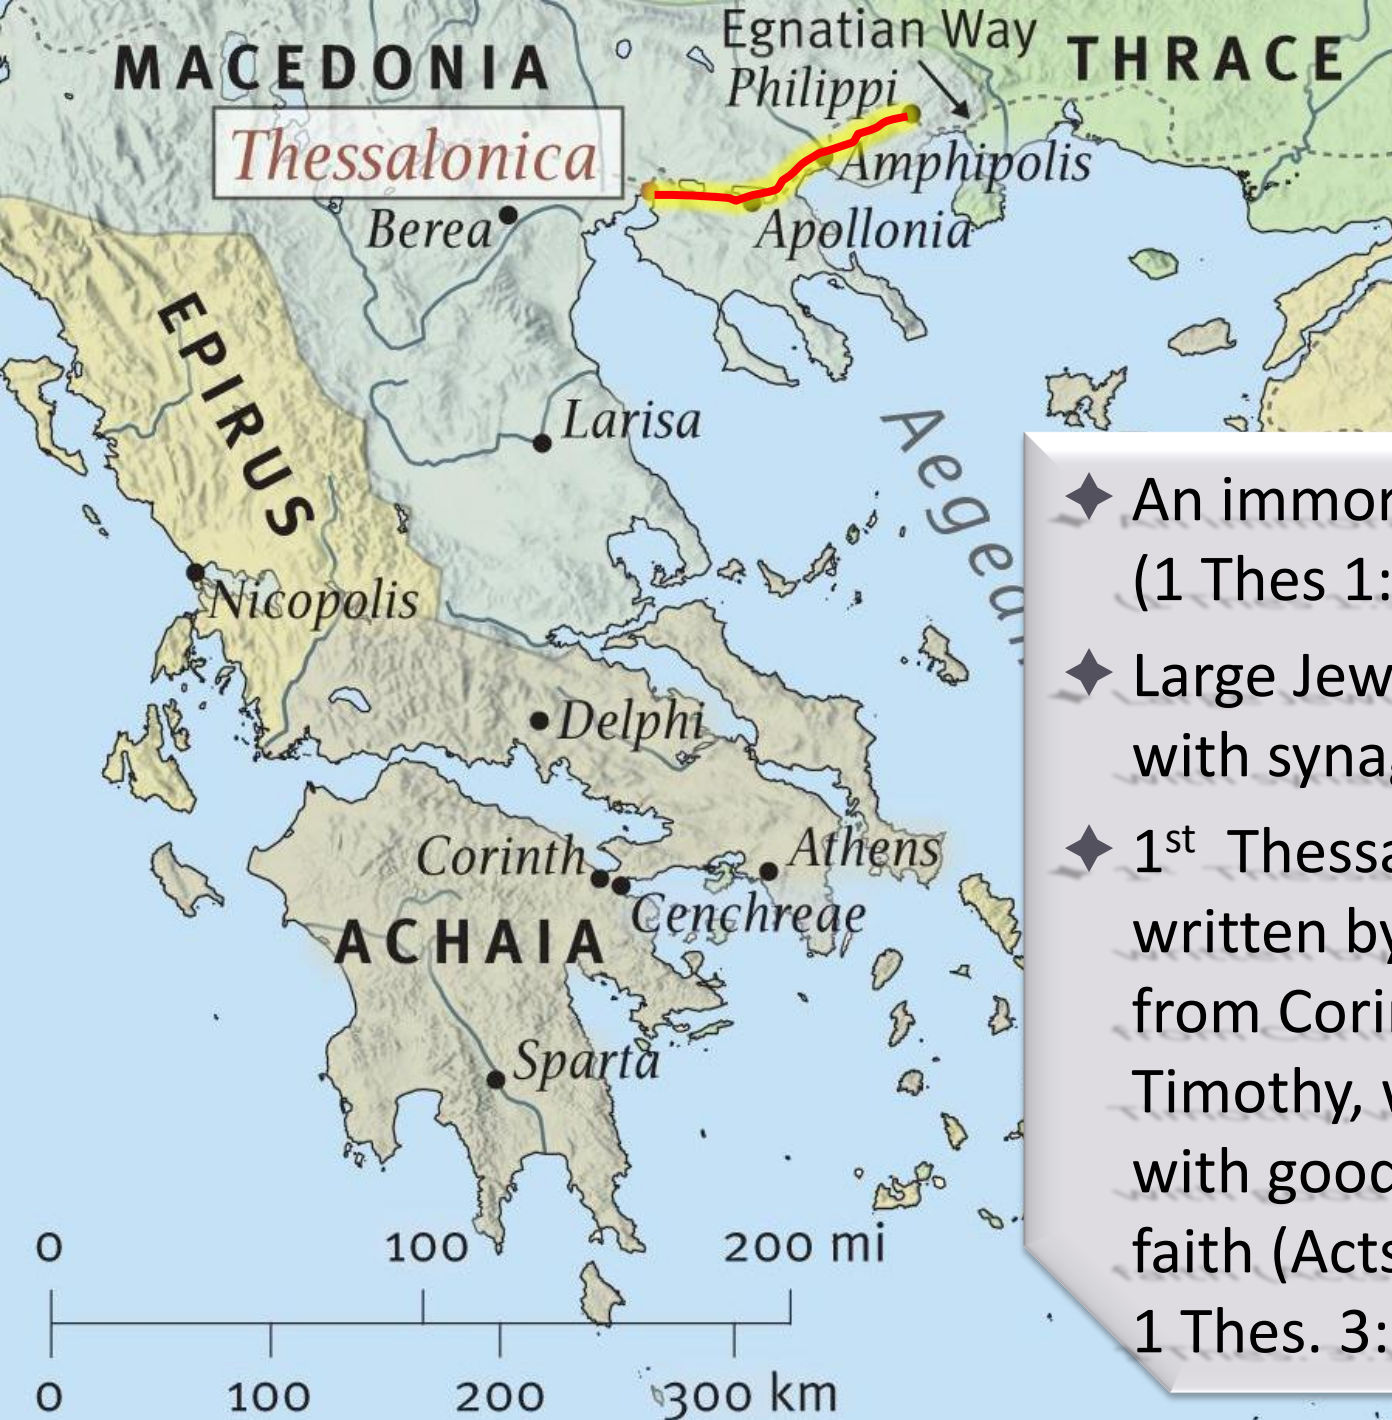 Egnatian Way
MACEDONIA
THRACE
Philippi
Thessalonica
Amphipolis
Berea
Apollonia
EPIRUS
Larisa
Aegean
Nicopolis
Delphi
Corinth
Athens
Cenchreae
ACHAIA
Sparta
An immor
(1 Thes 1:
Large Jew
with syna
1st Thessa
written by
from Cori
Timothy, w
with good
faith (Acts
1 Thes. 3:
0 100 200 mi
0 100 200 300 km